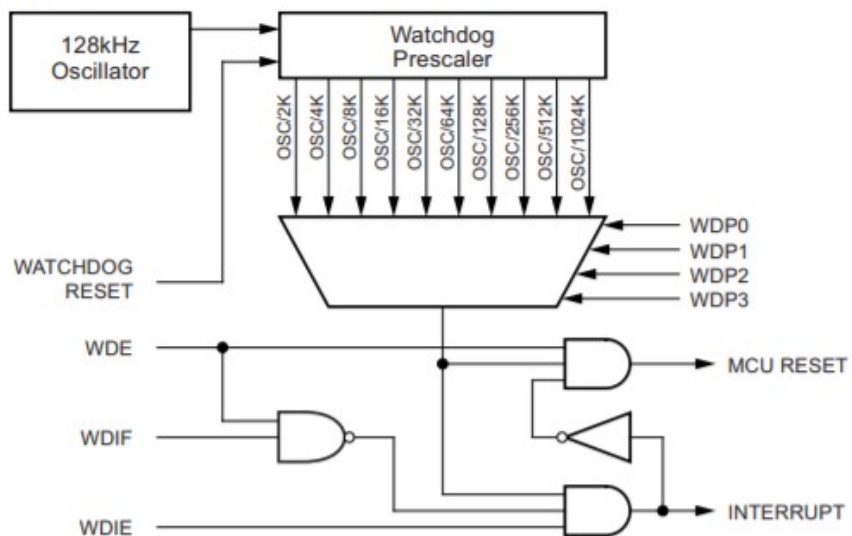 128kHz
Oscillator
Watchdog
Prescaler
OSC/2K
OSC/4K
OSC/8K
OSC/16K
OSC/32K
OSC/64K
OSC/128K
OSC/256K
OSC/512K
OSC/1024K
WDP0
WDP1
WDP2
WDP3
WATCHDOG
RESET
WDE
MCU RESET
WDIF
INTERRUPT
WDIE